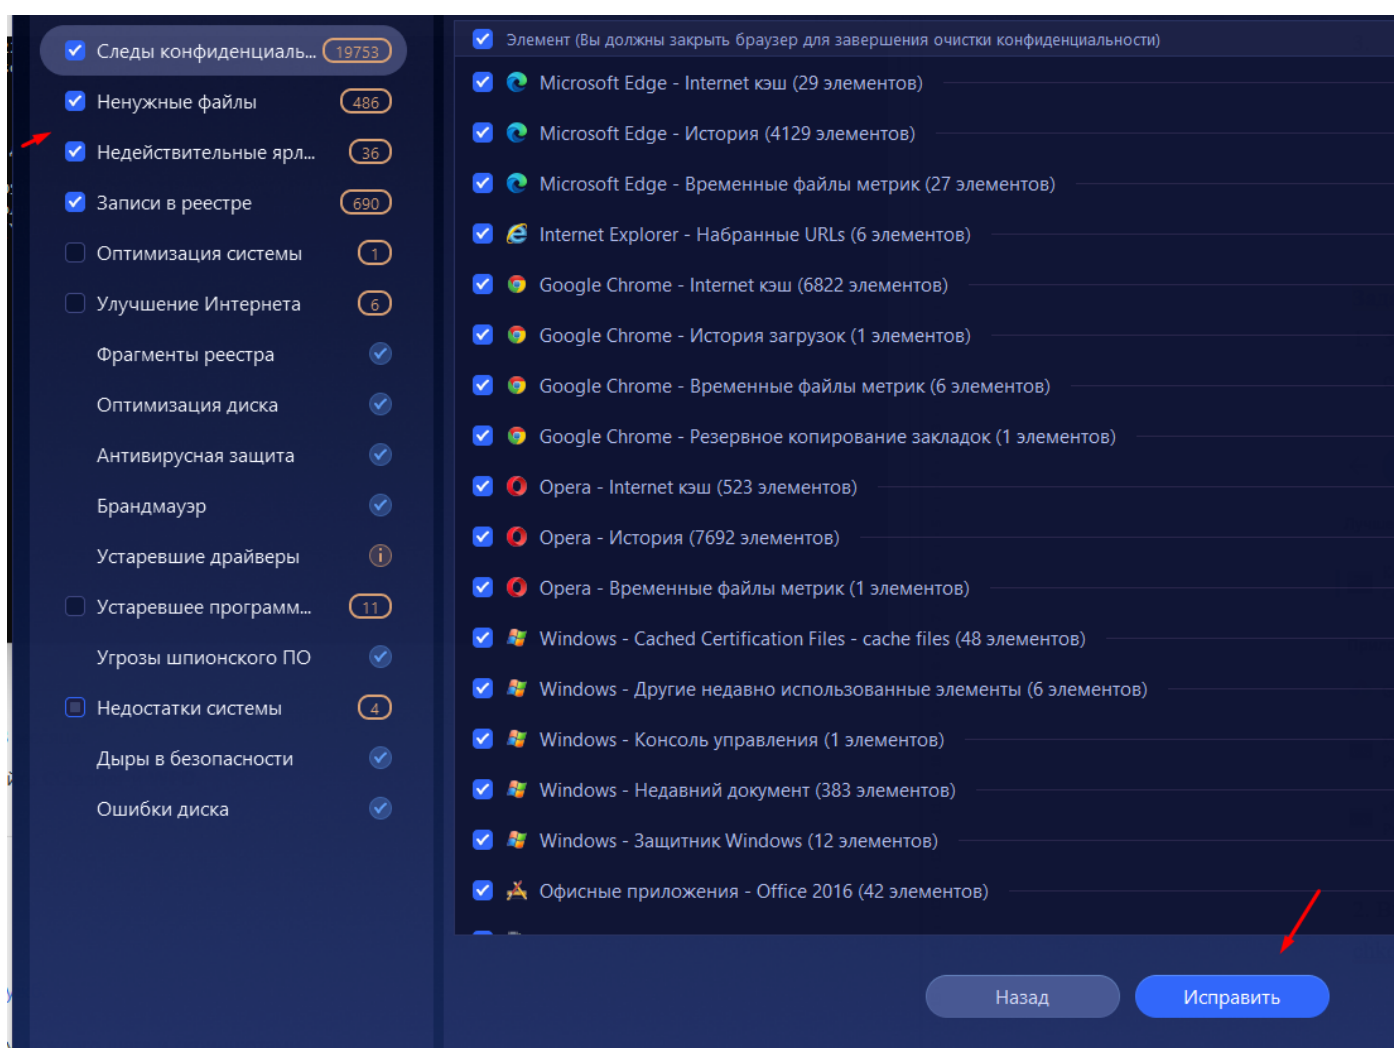 Следы конфиденциаль... 19753
Ненужные файлы 486
Недействительные ярл... 36
Записи в реестре 690
Оптимизация системы 1
Улучшение Интернета 6
Фрагменты реестра
Оптимизация диска
Антивирусная защита
Брандмауэр
Устаревшие драйверы
Устаревшее программ... 11
Угрозы шпионского ПО
Недостатки системы 4
Дыры в безопасности
Ошибки диска
Элемент (Вы должны закрыть браузер для завершения очистки конфиденциальности)
Microsoft Edge - Internet кэш (29 элементов)
Microsoft Edge - История (4129 элементов)
Microsoft Edge - Временные файлы метрик (27 элементов)
Internet Explorer - Набранные URLs (6 элементов)
Google Chrome - Internet кэш (6822 элементов)
Google Chrome - История загрузок (1 элементов)
Google Chrome - Временные файлы метрик (6 элементов)
Google Chrome - Резервное копирование закладок (1 элементов)
Opera - Internet кэш (523 элементов)
Opera - История (7692 элементов)
Opera - Временные файлы метрик (1 элементов)
Windows - Cached Certification Files - cache files (48 элементов)
Windows - Другие недавно использованные элементы (6 элементов)
Windows - Консоль управления (1 элементов)
Windows - Недавний документ (383 элементов)
Windows - Защитник Windows (12 элементов)
Офисные приложения - Office 2016 (42 элементов)
Назад
Исправить